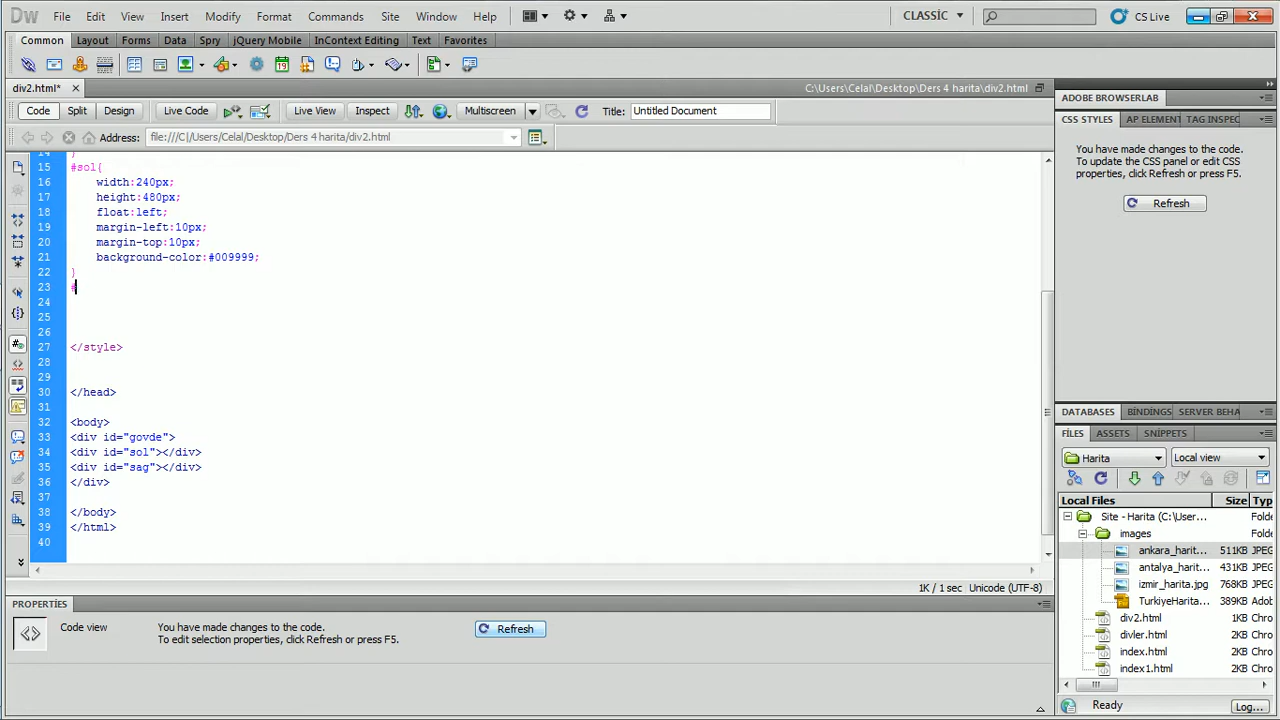 Dw File Edit View Insert Modify Format Commands Site Window Help CLASSİC CS Live
Common Layout Forms Data Spry jQuery Mobile InContext Editing Text Favorites
div2.html* C:\Users\Celal\Desktop\Ders 4 harita\div2.html
Code Split Design Live Code Live View Inspect Multiscreen Title: Untitled Document
Address: file:///C|/Users/Celal/Desktop/Ders 4 harita/div2.html
14 }
15 #sol{
16 width:240px;
17 height:480px;
18 float:left;
19 margin-left:10px;
20 margin-top:10px;
21 background-color:#009999;
22 }
23 #
24
25
26
27 </style>
28
29
30 </head>
31
32 <body>
33 <div id="govde">
34 <div id="sol"></div>
35 <div id="sag"></div>
36 </div>
37
38 </body>
39 </html>
40
1K / 1 sec Unicode (UTF-8)
PROPERTİES
Code view You have made changes to the code.
To edit selection properties, click Refresh or press F5.
Refresh
ADOBE BROWSERLAB
CSS STYLES AP ELEMENT TAG INSPEC
You have made changes to the code.
To update the CSS panel or edit CSS
properties, click Refresh or press F5.
Refresh
DATABASES BİNDİNGS SERVER BEHA
FİLES ASSETS SNİPPETS
Harita Local view
Local Files Size Typ
Site - Harita (C:\User... Folde
images Folde
ankara_harit... 511KB JPEG
antalya_harit... 431KB JPEG
izmir_harita.jpg 768KB JPEG
TurkiyeHarita... 389KB Adob
div2.html 1KB Chro
divler.html 2KB Chro
index.html 2KB Chro
index1.html 2KB Chro
Ready Log...